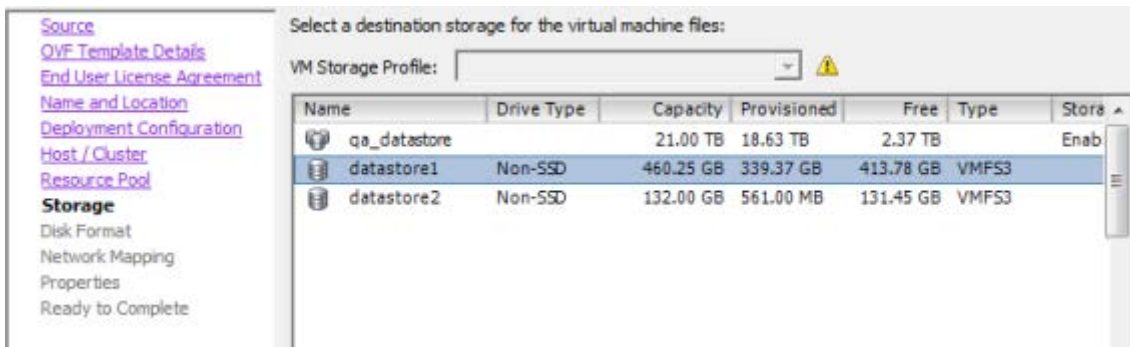 Source
OVF Template Details
End User License Agreement
Name and Location
Deployment Configuration
Host / Cluster
Resource Pool
Storage
Disk Format
Network Mapping
Properties
Ready to Complete
Select a destination storage for the virtual machine files:
VM Storage Profile:
Name Drive Type Capacity Provisioned Free Type Stora
qa_datastore 21.00 TB 18.63 TB 2.37 TB Enab
datastore1 Non-SSD 460.25 GB 339.37 GB 413.78 GB VMFS3
datastore2 Non-SSD 132.00 GB 561.00 MB 131.45 GB VMFS3